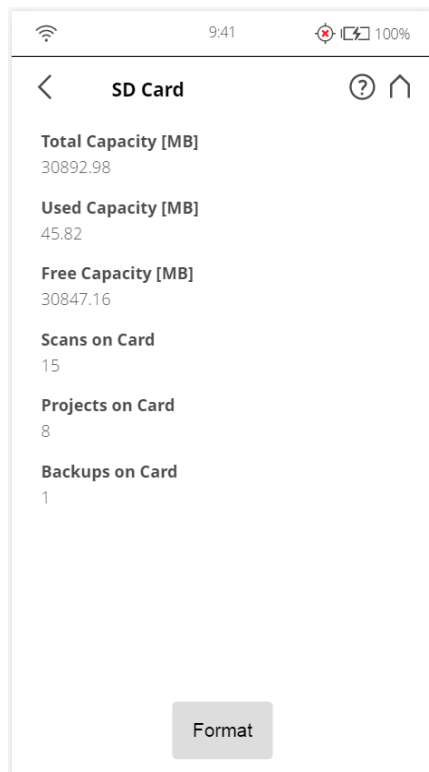 9:41
100%
SD Card
Total Capacity [MB]
30892.98
Used Capacity [MB]
45.82
Free Capacity [MB]
30847.16
Scans on Card
15
Projects on Card
8
Backups on Card
1
Format